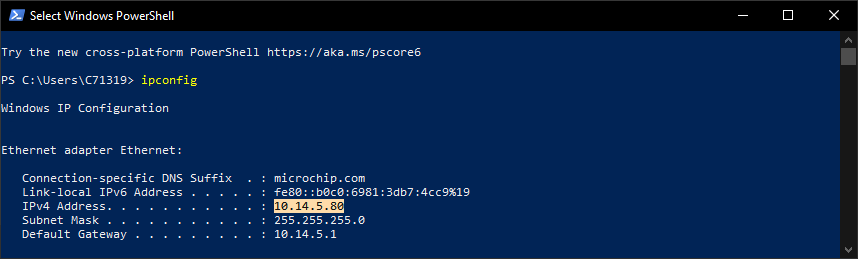 Select Windows PowerShell
Try the new cross-platform PowerShell https://aka.ms/pscore6
PS C:\Users\C71319> ipconfig
Windows IP Configuration
Ethernet adapter Ethernet:
Connection-specific DNS Suffix . : microchip.com
Link-local IPv6 Address . . . . . : fe80::b0c0:6981:3db7:4cc9%19
IPv4 Address. . . . . . . . . . . : 10.14.5.80
Subnet Mask . . . . . . . . . . . : 255.255.255.0
Default Gateway . . . . . . . . . : 10.14.5.1